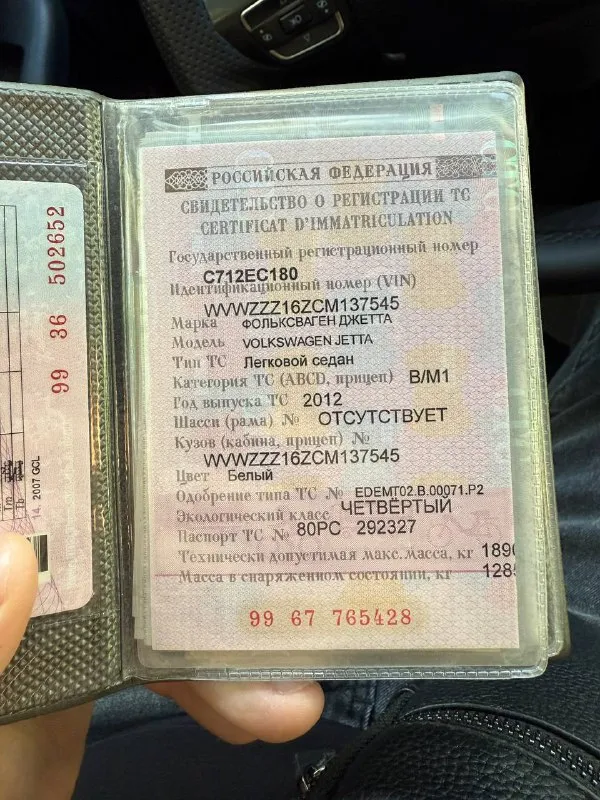 99 36 502652
2007 GCL
РОССИЙСКАЯ ФЕДЕРАЦИЯ
СВИДЕТЕЛЬСТВО О РЕГИСТРАЦИИ ТС
CERTIFICAT D'IMMATRICULATION
Государственный регистрационный номер
С712ЕС180
Идентификационный номер (VIN)
WVWZZZ16ZCM137545
Марка ФОЛЬКСВАГЕН ДЖЕТТА
Модель VOLKSWAGEN JETTA
Тип ТС Легковой седан
Категория ТС (ABCD, прицеп) B/M1
Год выпуска ТС 2012
Шасси (рама) № ОТСУТСТВУЕТ
Кузов (кабина, прицеп) №
WVWZZZ16ZCM137545
Цвет Белый
Одобрение типа ТС № EDEMT02.B.00071.P2
Экологический класс ЧЕТВЁРТЫЙ
Паспорт ТС № 80РС 292327
Технически допустимая макс. масса, кг 1890
Масса в снаряженном состоянии, кг 128
99 67 765428
OK